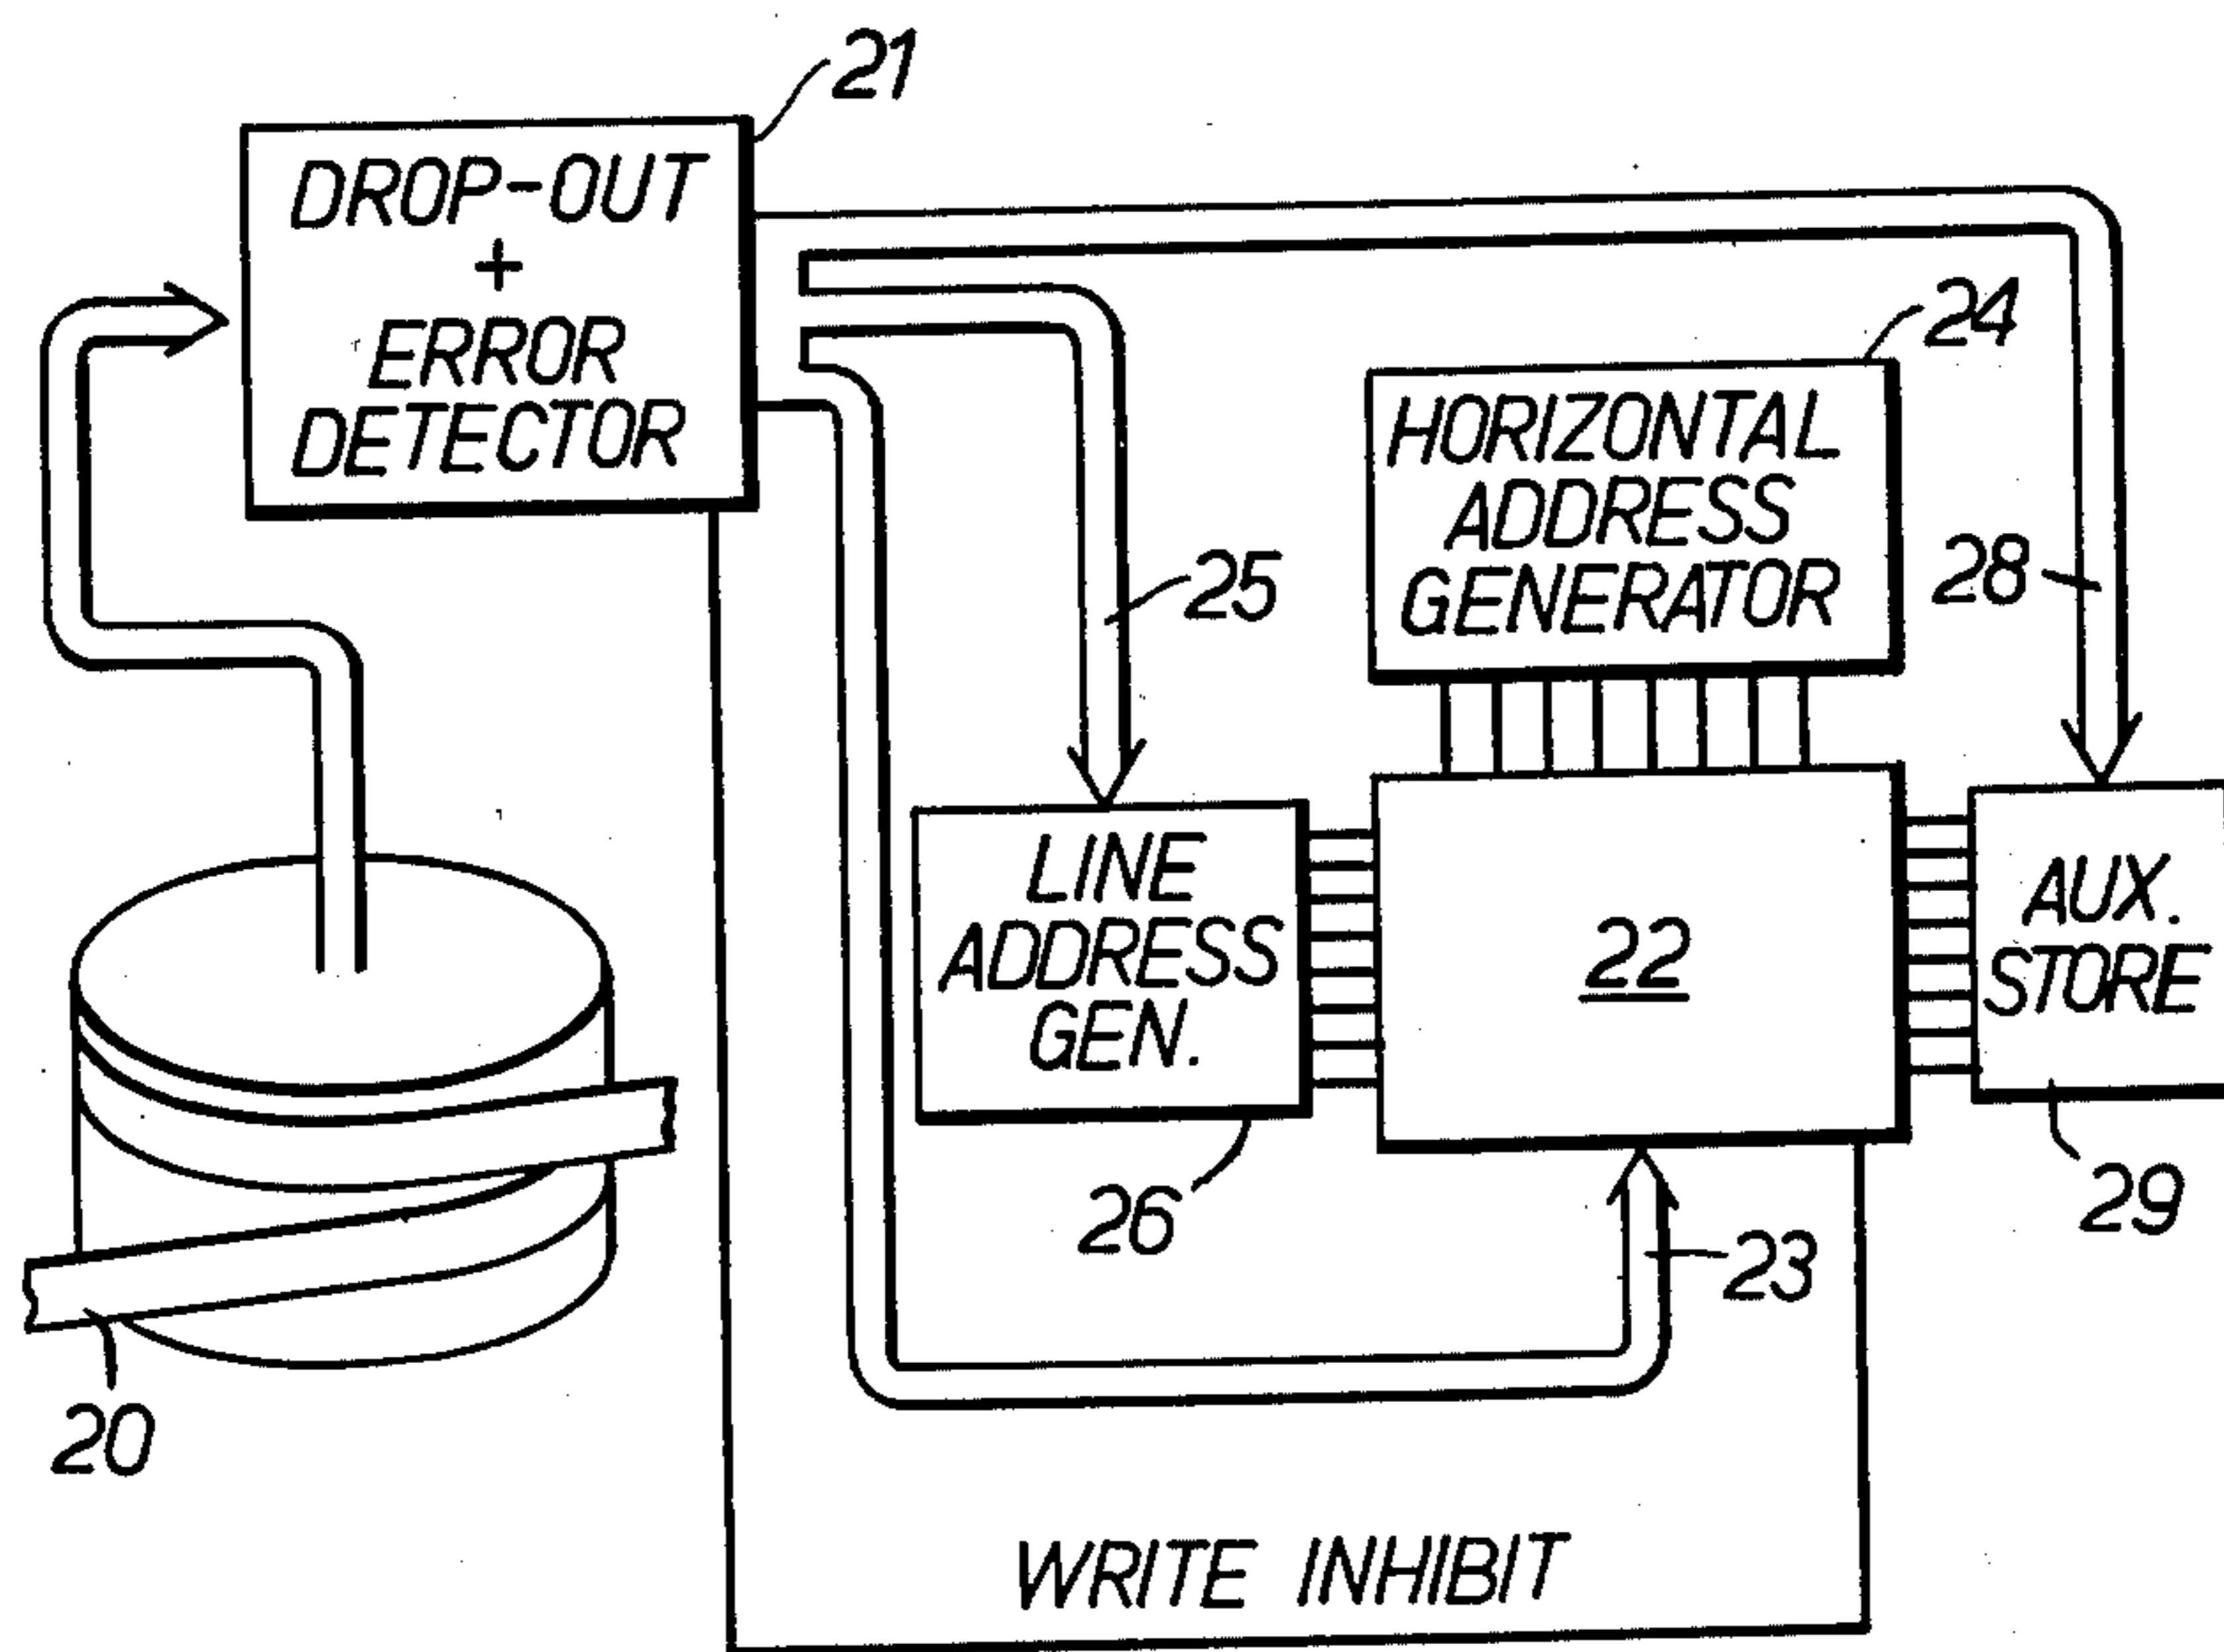 21
DROP-OUT
+
ERROR
DETECTOR
24
HORIZONTAL
ADDRESS
GENERATOR
25
28
LINE
ADDRESS
GEN.
22
AUX.
STORE
26
23
29
20
WRITE INHIBIT